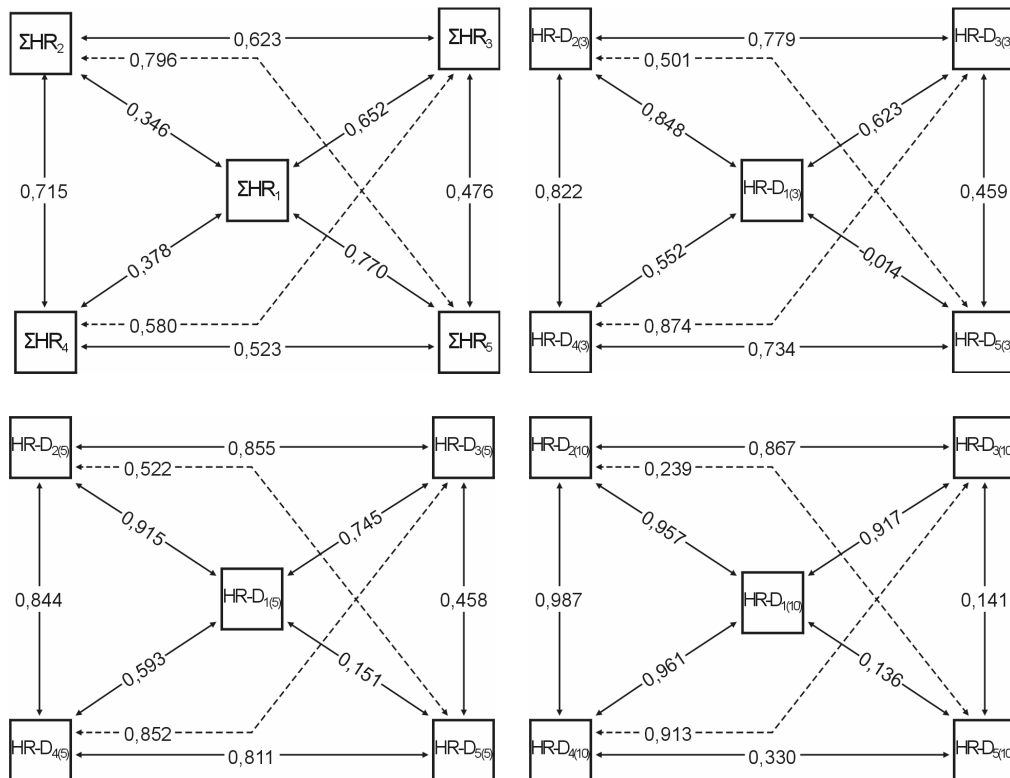 ΣHR₂ 0,623 ΣHR₃
0,796
0,346 0,652
0,715 ΣHR₁ 0,476
0,378 0,770
0,580
ΣHR₄ 0,523 ΣHR₅
HR-D₂₍₃₎ 0,779 HR-D₃₍₃₎
0,501
0,848 0,623
0,822 HR-D₁₍₃₎ 0,459
0,552 -0,014
0,874
HR-D₄₍₃₎ 0,734 HR-D₅₍₃₎
HR-D₂₍₅₎ 0,855 HR-D₃₍₅₎
0,522
0,915 0,745
0,844 HR-D₁₍₅₎ 0,458
0,593 0,151
0,852
HR-D₄₍₅₎ 0,811 HR-D₅₍₅₎
HR-D₂₍₁₀₎ 0,867 HR-D₃₍₁₀
0,239
0,957 0,917
0,987 HR-D₁₍₁₀₎ 0,141
0,961 0,136
0,913
HR-D₄₍₁₀₎ 0,330 HR-D₅₍₁₀